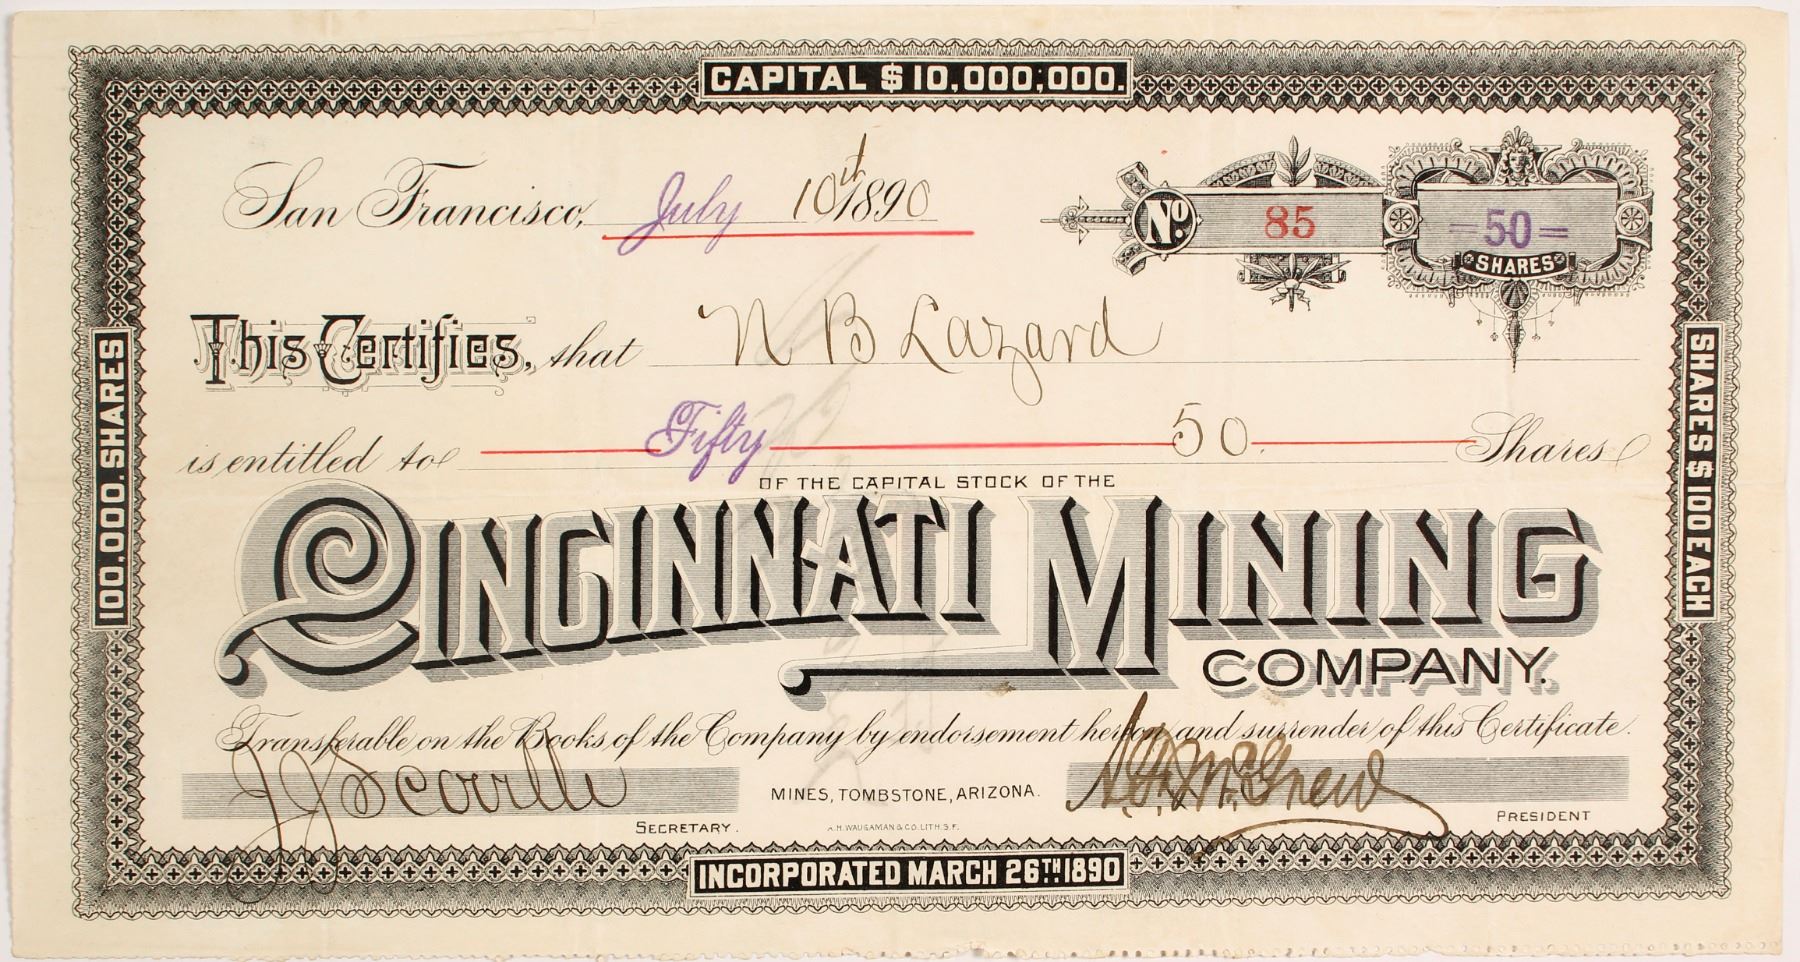 CAPITAL $10,000,000.
San Francisco, July 10th 1890
No. 85 =50= SHARES
This Certifies, that N B Lazard
is entitled to Fifty 50 Shares
OF THE CAPITAL STOCK OF THE
CINCINNATI MINING
COMPANY.
Transferable on the Books of the Company by endorsement hereon and surrender of this Certificate.
MINES, TOMBSTONE, ARIZONA.
SECRETARY.
A.H. WAUGAMAN & CO. LITH. S.F.
PRESIDENT
INCORPORATED MARCH 26TH 1890
100.000. SHARES
SHARES $100 EACH